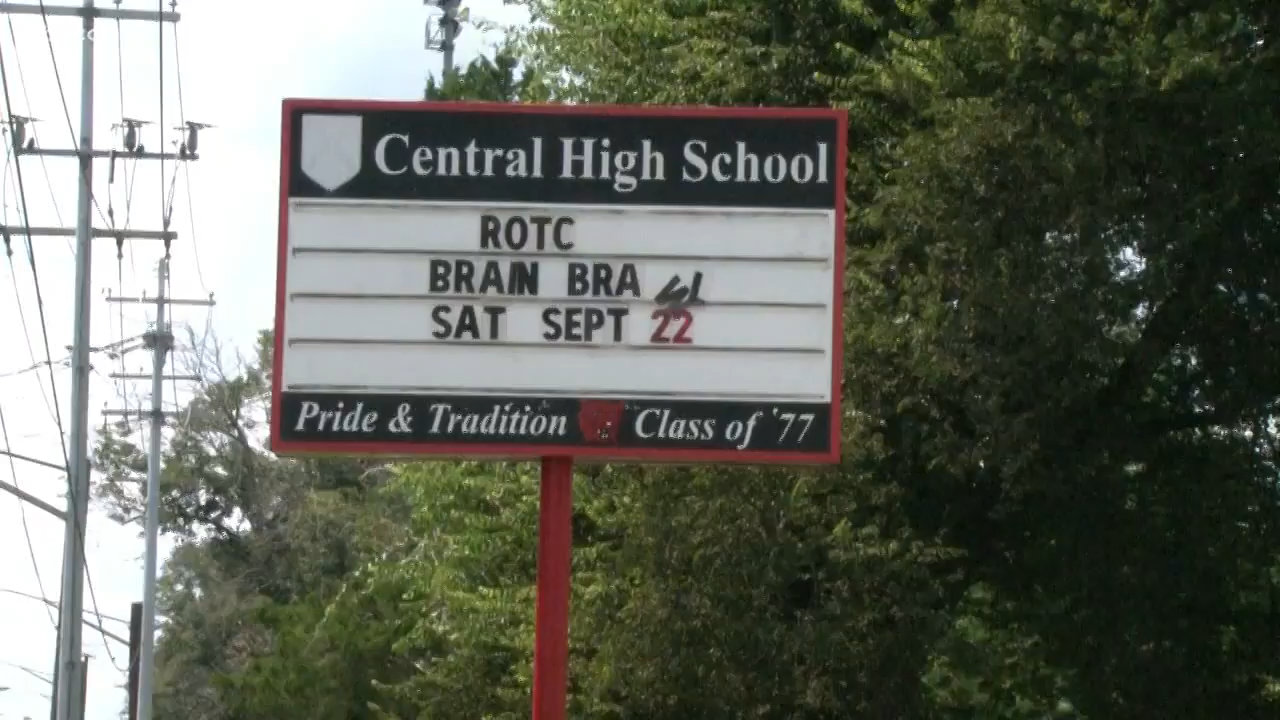 Central High School
ROTC
BRAIN BRA
SAT SEPT 22
Pride & Tradition Class of '77